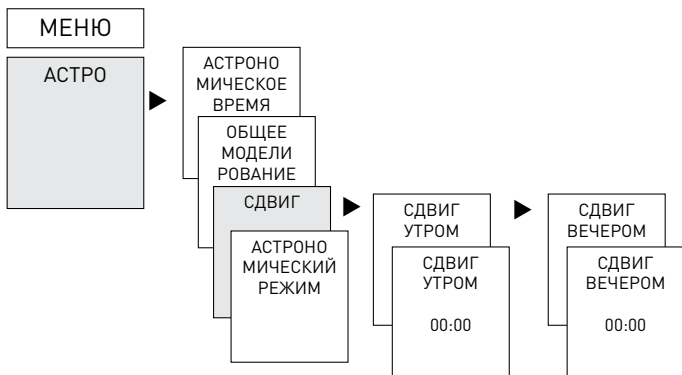 МЕНЮ
АСТРО
АСТРОНО
МИЧЕСКОЕ
ВРЕМЯ
ОБЩЕЕ
МОДЕЛИ
РОВАНИЕ
СДВИГ
АСТРОНО
МИЧЕСКИЙ
РЕЖИМ
СДВИГ
УТРОМ
СДВИГ
УТРОМ
00:00
СДВИГ
ВЕЧЕРОМ
СДВИГ
ВЕЧЕРОМ
00:00